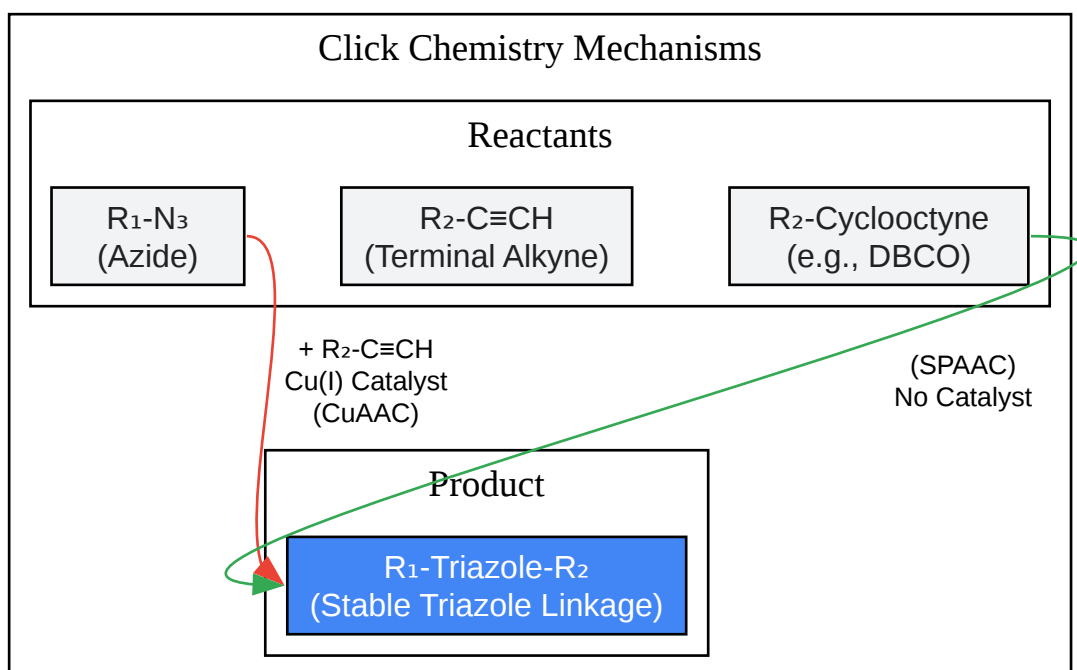 Click Chemistry Mechanisms
Reactants
R₁-N₃
(Azide)
R₂-C≡CH
(Terminal Alkyne)
R₂-Cyclooctyne
(e.g., DBCO)
+ R₂-C≡CH
Cu(I) Catalyst
(CuAAC)
(SPAAC)
No Catalyst
Product
R₁-Triazole-R₂
(Stable Triazole Linkage)